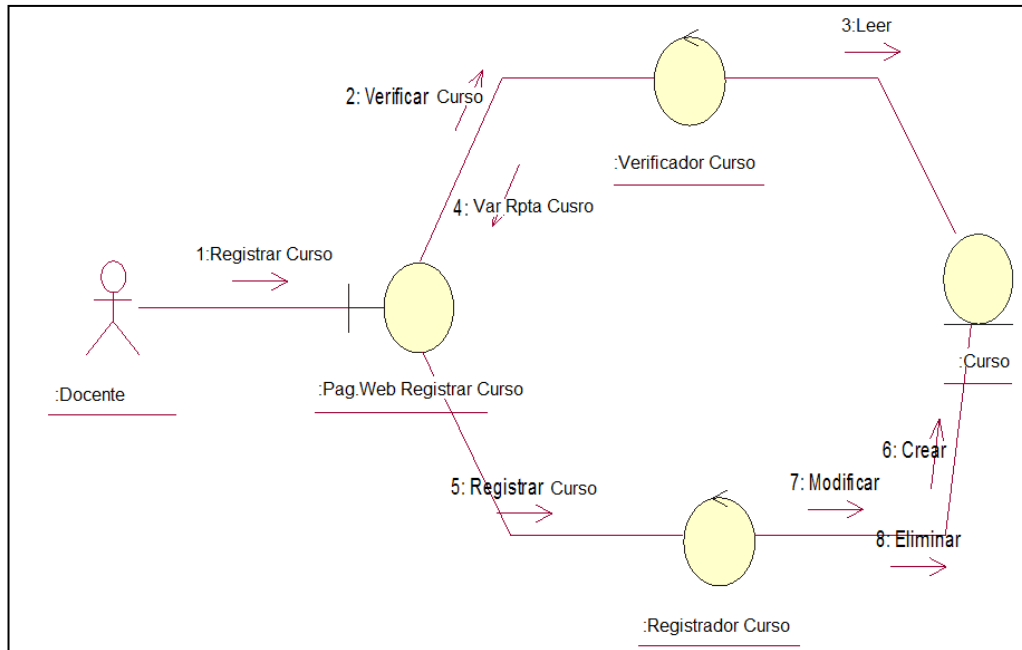 3:Leer
2: Verificar Curso
:Verificador Curso
4: Var Rpta Cusro
1:Registrar Curso
:Docente
:Pag.Web Registrar Curso
:Curso
6: Crear
5: Registrar Curso
7: Modificar
8: Eliminar
:Registrador Curso